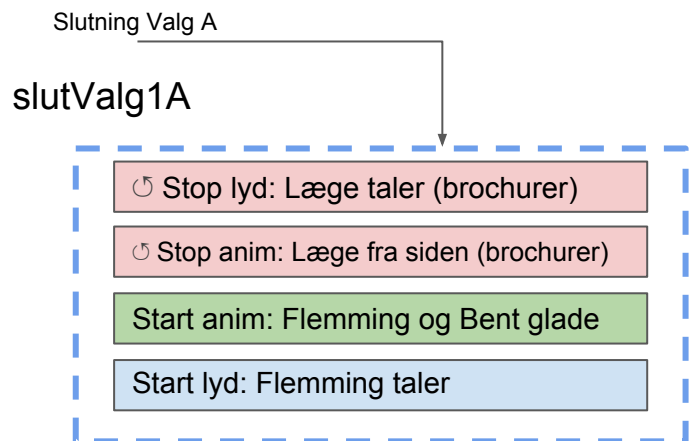 Slutning Valg A
slutValg1A
↺ Stop lyd: Læge taler (brochurer)
↺ Stop anim: Læge fra siden (brochurer)
Start anim: Flemming og Bent glade
Start lyd: Flemming taler